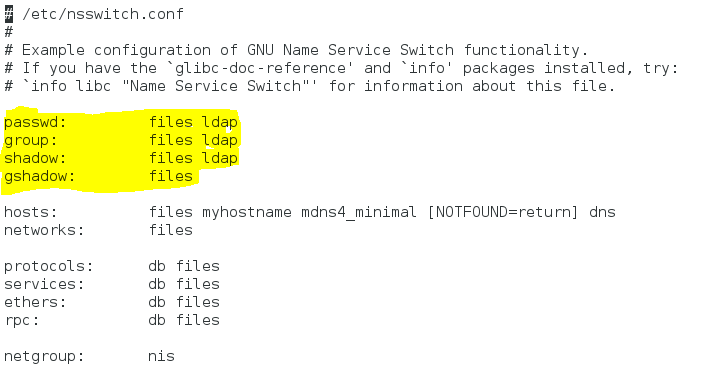 # /etc/nsswitch.conf
#
# Example configuration of GNU Name Service Switch functionality.
# If you have the `glibc-doc-reference' and `info' packages installed, try:
# `info libc "Name Service Switch"' for information about this file.

passwd:         files ldap
group:          files ldap
shadow:         files ldap
gshadow:        files

hosts:          files myhostname mdns4_minimal [NOTFOUND=return] dns
networks:       files

protocols:      db files
services:       db files
ethers:         db files
rpc:            db files

netgroup:       nis